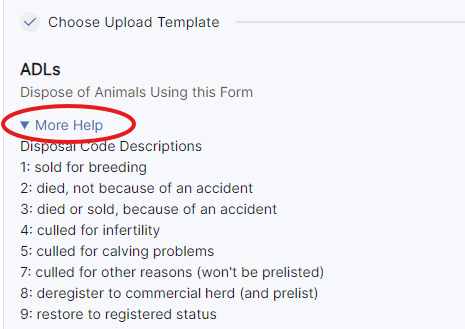 Choose Upload Template
ADLs
Dispose of Animals Using this Form
More Help
Disposal Code Descriptions
1: sold for breeding
2: died, not because of an accident
3: died or sold, because of an accident
4: culled for infertility
5: culled for calving problems
7: culled for other reasons (won't be prelisted)
8: deregister to commercial herd (and prelist)
9: restore to registered status